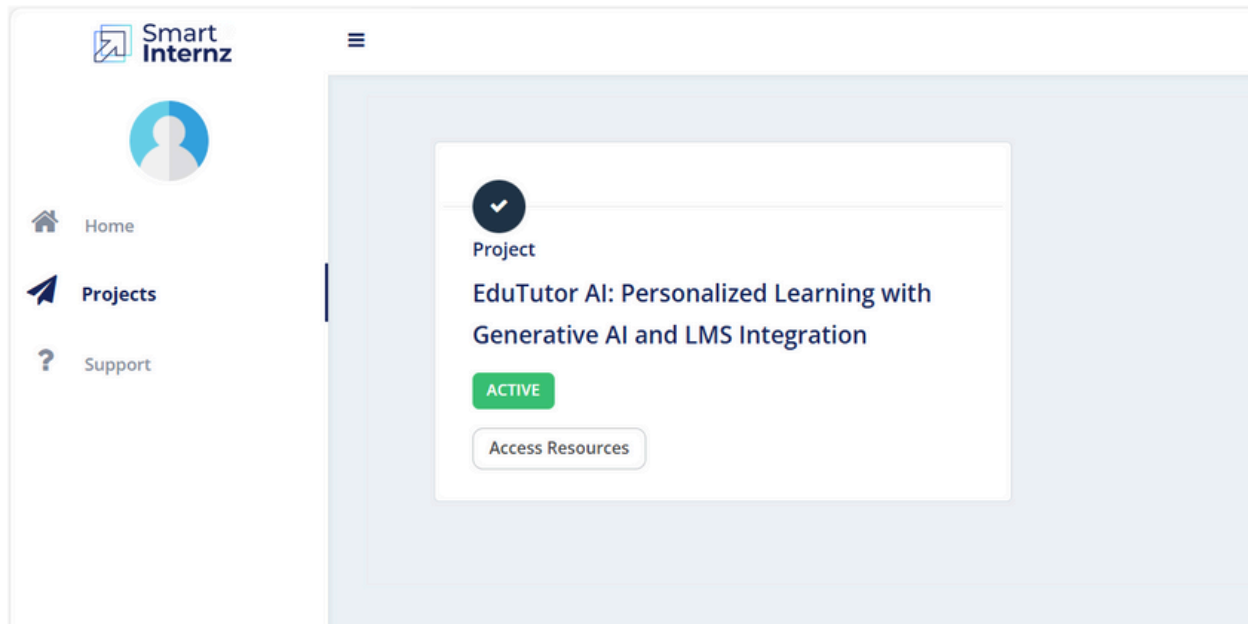 Smart
Internz
Home
Projects
Support
Project
EduTutor AI: Personalized Learning with
Generative AI and LMS Integration
ACTIVE
Access Resources